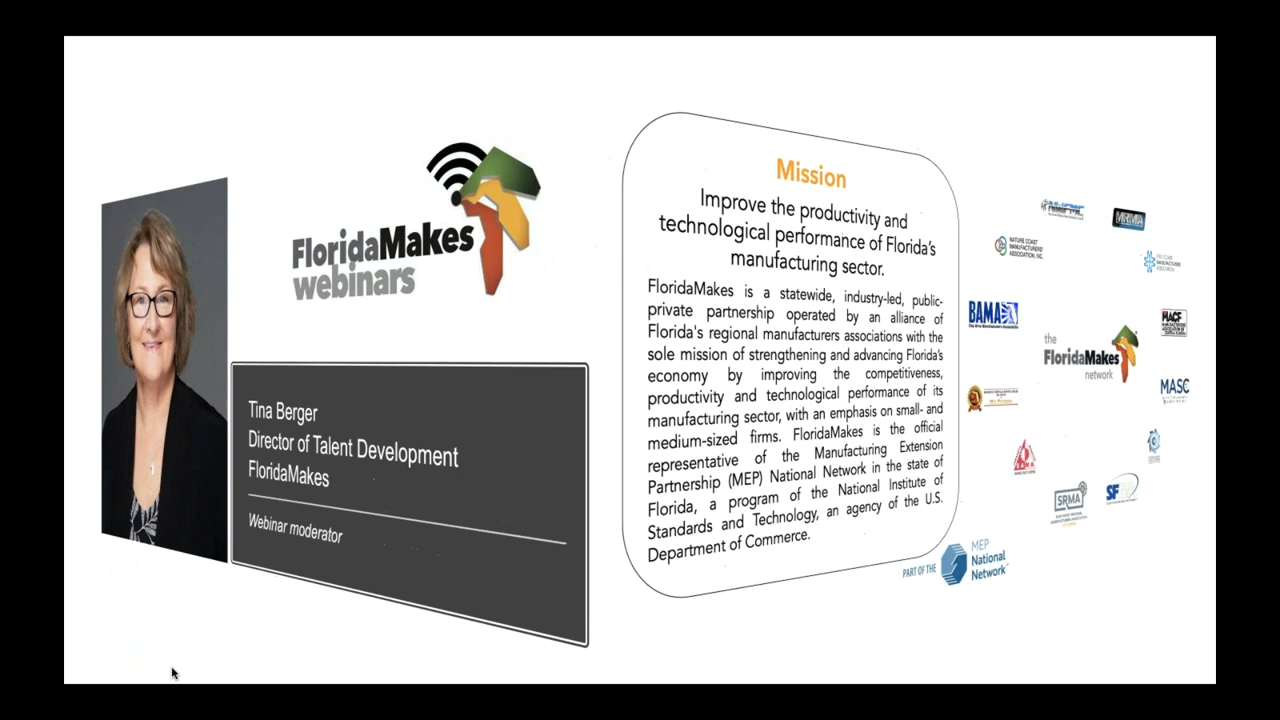 FloridaMakes
webinars
Tina Berger
Director of Talent Development
FloridaMakes
Webinar moderator
Mission
Improve the productivity and
technological performance of Florida's
manufacturing sector.
FloridaMakes is a statewide, industry-led, public-
private partnership operated by an alliance of
Florida's regional manufacturers associations with the
sole mission of strengthening and advancing Florida's
economy by improving the competitiveness,
productivity and technological performance of its
manufacturing sector, with an emphasis on small- and
medium-sized firms. FloridaMakes is the official
representative of the Manufacturing Extension
Partnership (MEP) National Network in the state of
Florida, a program of the National Institute of
Standards and Technology, an agency of the U.S.
Department of Commerce.
NATURE COAST
MANUFACTURERS'
ASSOCIATION, INC.
BAMA
MACF
the
FloridaMakes
network
MASC
SRMA
PART OF THE
MEP
National
Network